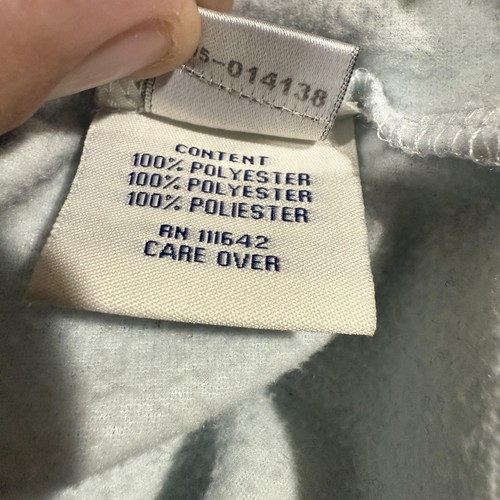 5-014138
CONTENT
100% POLYESTER
100% POLYESTER
100% POLIESTER
RN 111642
CARE OVER